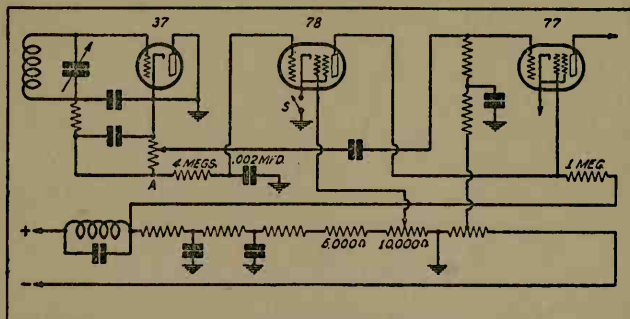 37 78 77
S
A 4 MEGS. .002 MFD. 1 MEG.
+ 5,000Ω 10,000Ω
-